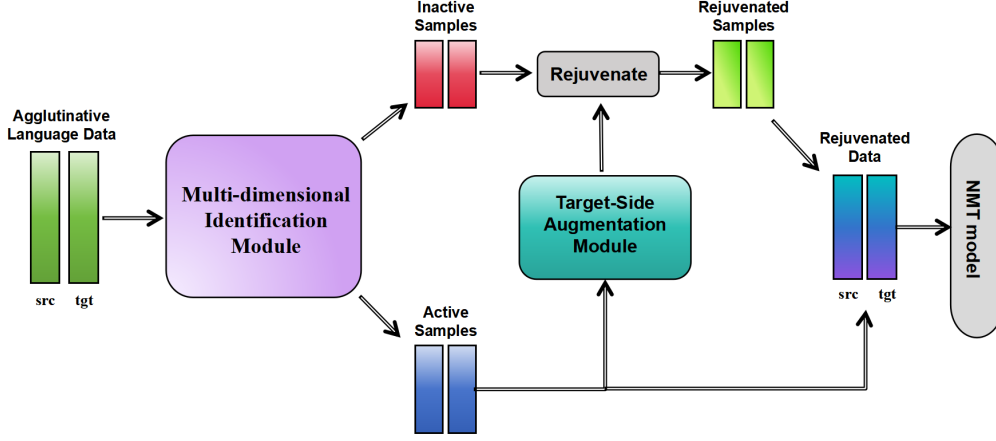 Agglutinative
Language Data
src
tgt
Multi-dimensional
Identification
Module
Inactive
Samples
Active
Samples
Rejuvenate
Target-Side
Augmentation
Module
Rejuvenated
Samples
Rejuvenated
Data
src
tgt
NMT model